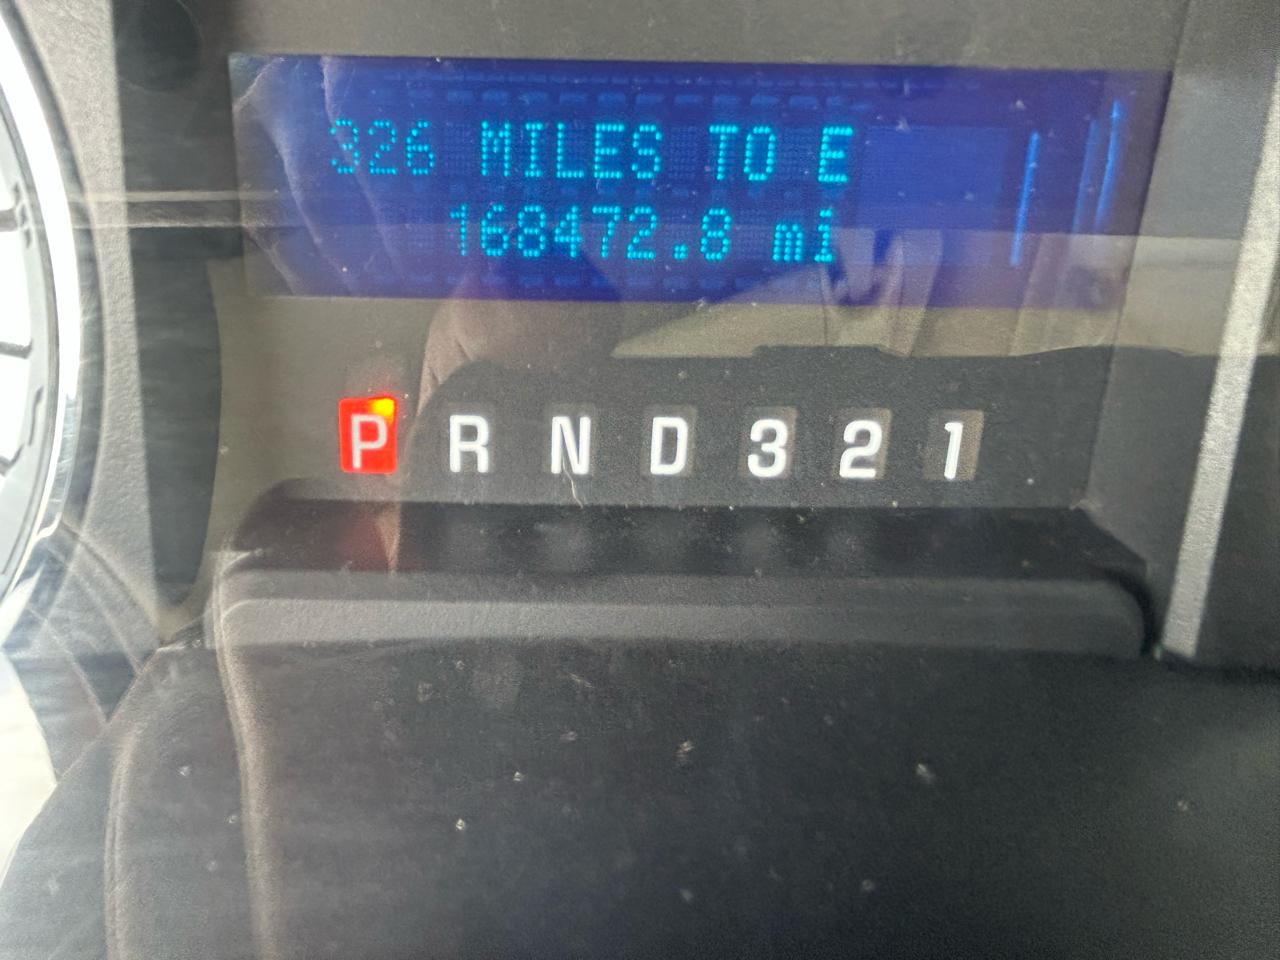 326 MILES TO E
168472.8 mi
P R N D 3 2 1